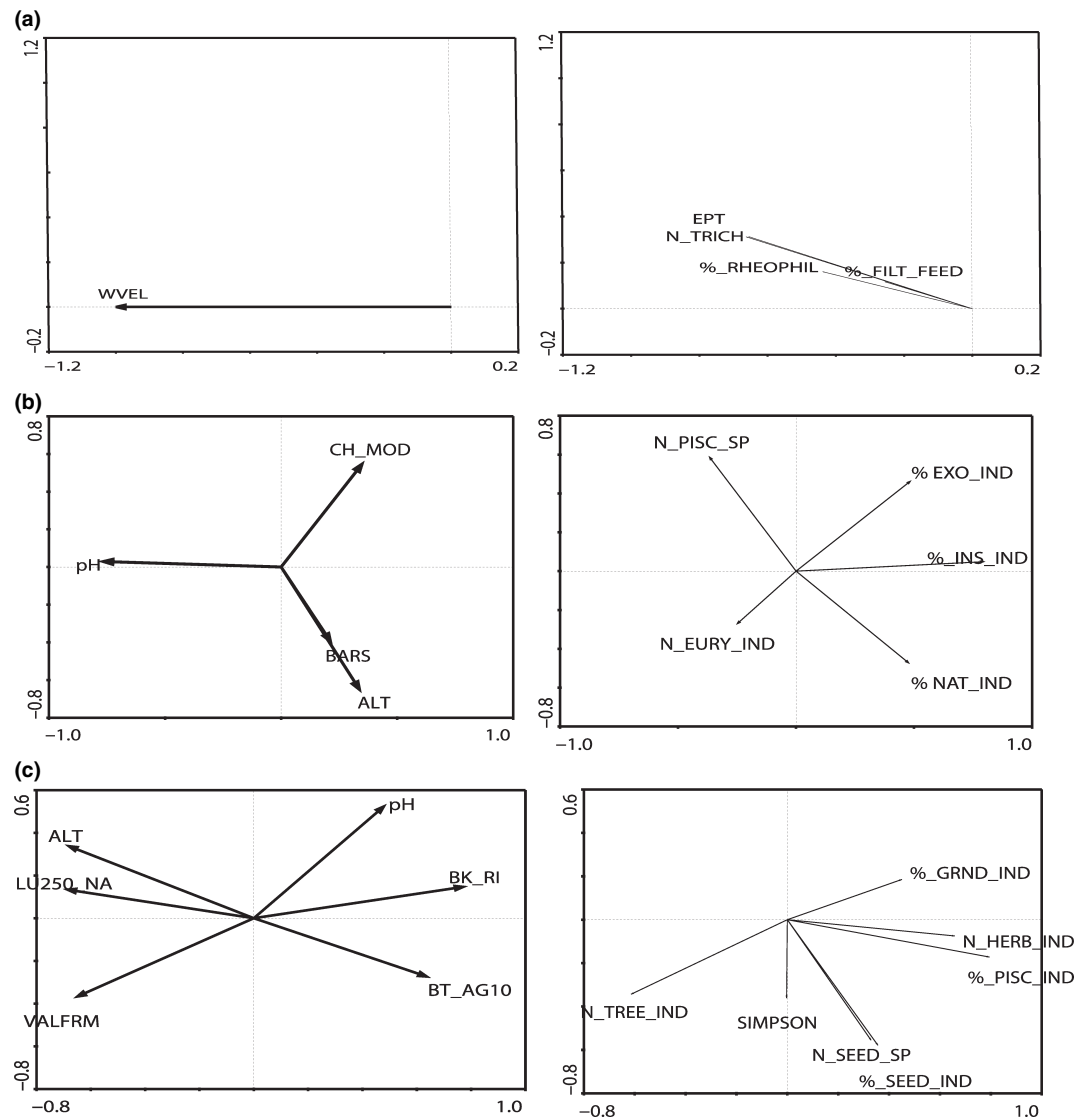 (a)
1.2
WVEL
−0.2
−1.2
0.2
1.2
EPT
N_TRICH
%_RHEOPHIL
%_FILT_FEED
−0.2
−1.2
0.2
(b)
0.8
CH_MOD
pH
BARS
ALT
−0.8
−1.0
1.0
0.8
N_PISC_SP
% EXO_IND
%_INS_IND
N_EURY_IND
% NAT_IND
−0.8
−1.0
1.0
(c)
0.6
pH
ALT
LU250_NA
BK_RI
BT_AG10
VALFRM
−0.8
−0.8
1.0
0.6
%_GRND_IND
N_HERB_IND
%_PISC_IND
N_TREE_IND
SIMPSON
N_SEED_SP
%_SEED_IND
−0.8
−0.8
1.0